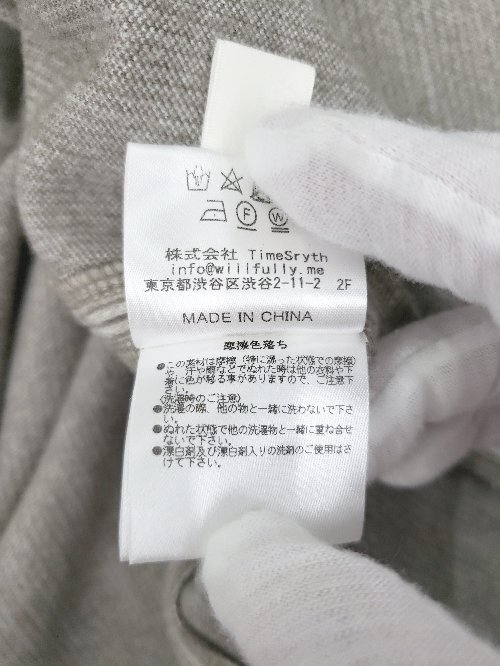 F
W
株式会社 TimeSryth
info@willfully.me
東京都渋谷区渋谷2-11-2 2F
MADE IN CHINA
摩擦色落ち
●この素材は摩擦(特に湿った状態での摩擦)
や、汗や雨などでぬれた時は他の衣料や下
着に色が移る事がありますので、ご注意下
さい。
(洗濯時のご注意)
●洗濯の際、他の物と一緒に洗わないで下さ
い。
●ぬれた状態で他の洗濯物と一緒に重ね合せ
ないで下さい。
●漂白剤及び漂白剤入りの洗剤のご使用はさ
けて下さい。